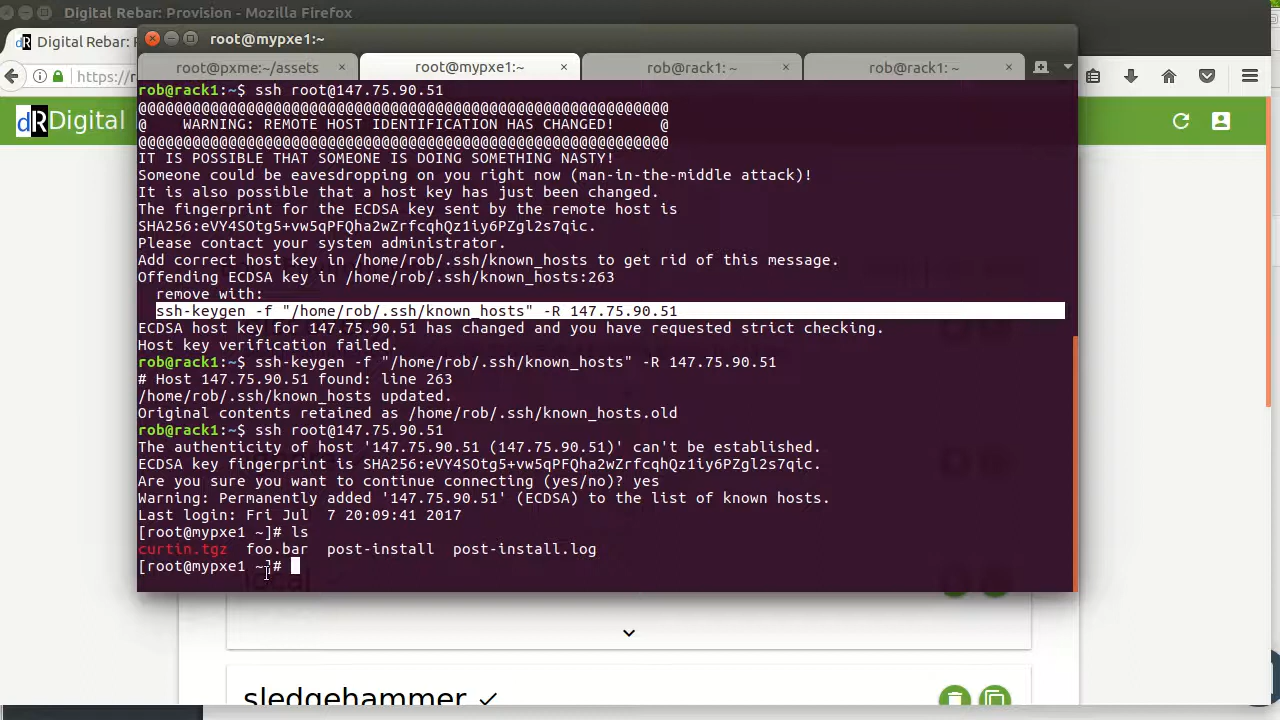 Digital Rebar: Provision - Mozilla Firefox
Digital Rebar: P
root@mypxe1:~
root@pxme:~/assets ×
root@mypxe1:~ ×
rob@rack1: ~ ×
rob@rack1: ~ ×
https://
dR Digital
rob@rack1:~$ ssh root@147.75.90.51
@@@@@@@@@@@@@@@@@@@@@@@@@@@@@@@@@@@@@@@@@@@@@@@@@@@@@@@@@@@
@    WARNING: REMOTE HOST IDENTIFICATION HAS CHANGED!     @
@@@@@@@@@@@@@@@@@@@@@@@@@@@@@@@@@@@@@@@@@@@@@@@@@@@@@@@@@@@
IT IS POSSIBLE THAT SOMEONE IS DOING SOMETHING NASTY!
Someone could be eavesdropping on you right now (man-in-the-middle attack)!
It is also possible that a host key has just been changed.
The fingerprint for the ECDSA key sent by the remote host is
SHA256:eVY4SOtg5+vw5qPFQha2wZrfcqhQz1iy6PZgl2s7qic.
Please contact your system administrator.
Add correct host key in /home/rob/.ssh/known_hosts to get rid of this message.
Offending ECDSA key in /home/rob/.ssh/known_hosts:263
  remove with:
  ssh-keygen -f "/home/rob/.ssh/known_hosts" -R 147.75.90.51
ECDSA host key for 147.75.90.51 has changed and you have requested strict checking.
Host key verification failed.
rob@rack1:~$ ssh-keygen -f "/home/rob/.ssh/known_hosts" -R 147.75.90.51
# Host 147.75.90.51 found: line 263
/home/rob/.ssh/known_hosts updated.
Original contents retained as /home/rob/.ssh/known_hosts.old
rob@rack1:~$ ssh root@147.75.90.51
The authenticity of host '147.75.90.51 (147.75.90.51)' can't be established.
ECDSA key fingerprint is SHA256:eVY4SOtg5+vw5qPFQha2wZrfcqhQz1iy6PZgl2s7qic.
Are you sure you want to continue connecting (yes/no)? yes
Warning: Permanently added '147.75.90.51' (ECDSA) to the list of known hosts.
Last login: Fri Jul  7 20:09:41 2017
[root@mypxe1 ~]# ls
curtin.tgz  foo.bar  post-install  post-install.log
[root@mypxe1 ~]#
local
sledgehammer